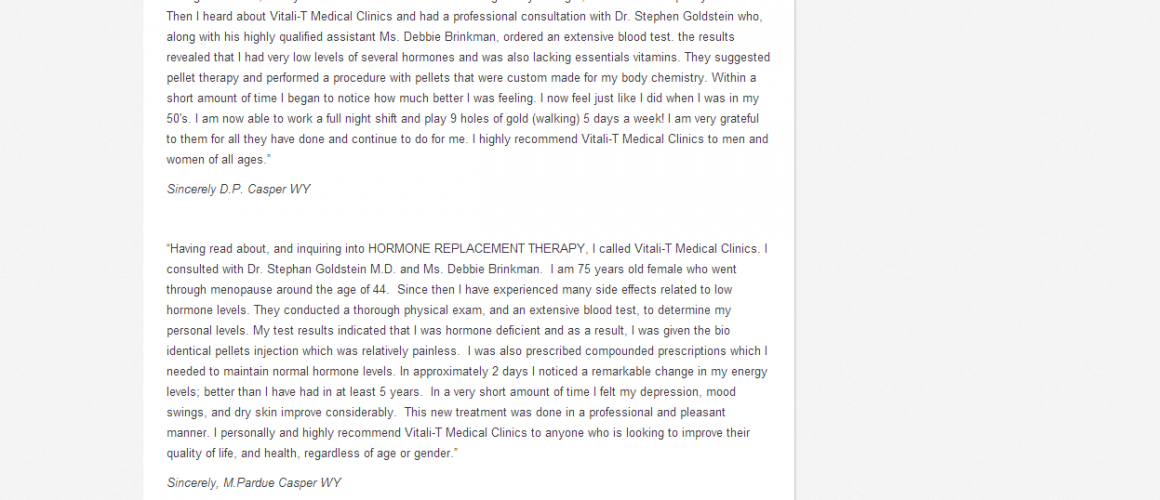 Then I heard about Vitali-T Medical Clinics and had a professional consultation with Dr. Stephen Goldstein who,
along with his highly qualified assistant Ms. Debbie Brinkman, ordered an extensive blood test. the results
revealed that I had very low levels of several hormones and was also lacking essentials vitamins. They suggested
pellet therapy and performed a procedure with pellets that were custom made for my body chemistry. Within a
short amount of time I began to notice how much better I was feeling. I now feel just like I did when I was in my
50's. I am now able to work a full night shift and play 9 holes of gold (walking) 5 days a week! I am very grateful
to them for all they have done and continue to do for me. I highly recommend Vitali-T Medical Clinics to men and
women of all ages.”
Sincerely D.P. Casper WY
“Having read about, and inquiring into HORMONE REPLACEMENT THERAPY, I called Vitali-T Medical Clinics. I
consulted with Dr. Stephan Goldstein M.D. and Ms. Debbie Brinkman.  I am 75 years old female who went
through menopause around the age of 44.  Since then I have experienced many side effects related to low
hormone levels. They conducted a thorough physical exam, and an extensive blood test, to determine my
personal levels. My test results indicated that I was hormone deficient and as a result, I was given the bio
identical pellets injection which was relatively painless.  I was also prescribed compounded prescriptions which I
needed to maintain normal hormone levels. In approximately 2 days I noticed a remarkable change in my energy
levels; better than I have had in at least 5 years.  In a very short amount of time I felt my depression, mood
swings, and dry skin improve considerably.  This new treatment was done in a professional and pleasant
manner. I personally and highly recommend Vitali-T Medical Clinics to anyone who is looking to improve their
quality of life, and health, regardless of age or gender.”
Sincerely, M.Pardue Casper WY